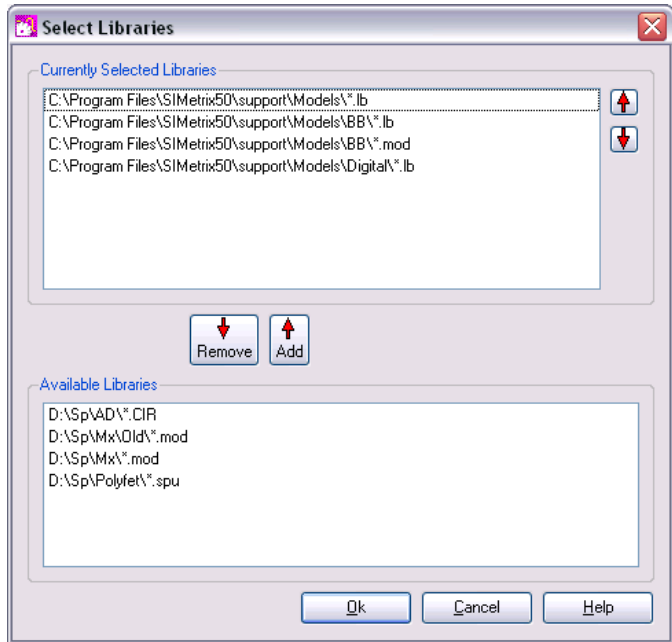 Select Libraries
Currently Selected Libraries
C:\Program Files\SIMetrix50\support\Models\*.lb
C:\Program Files\SIMetrix50\support\Models\BB\*.lb
C:\Program Files\SIMetrix50\support\Models\BB\*.mod
C:\Program Files\SIMetrix50\support\Models\Digital\*.lb
Remove Add
Available Libraries
D:\Sp\AD\*.CIR
D:\Sp\Mx\Old\*.mod
D:\Sp\Mx\*.mod
D:\Sp\Polyfet\*.spu
Ok Cancel Help